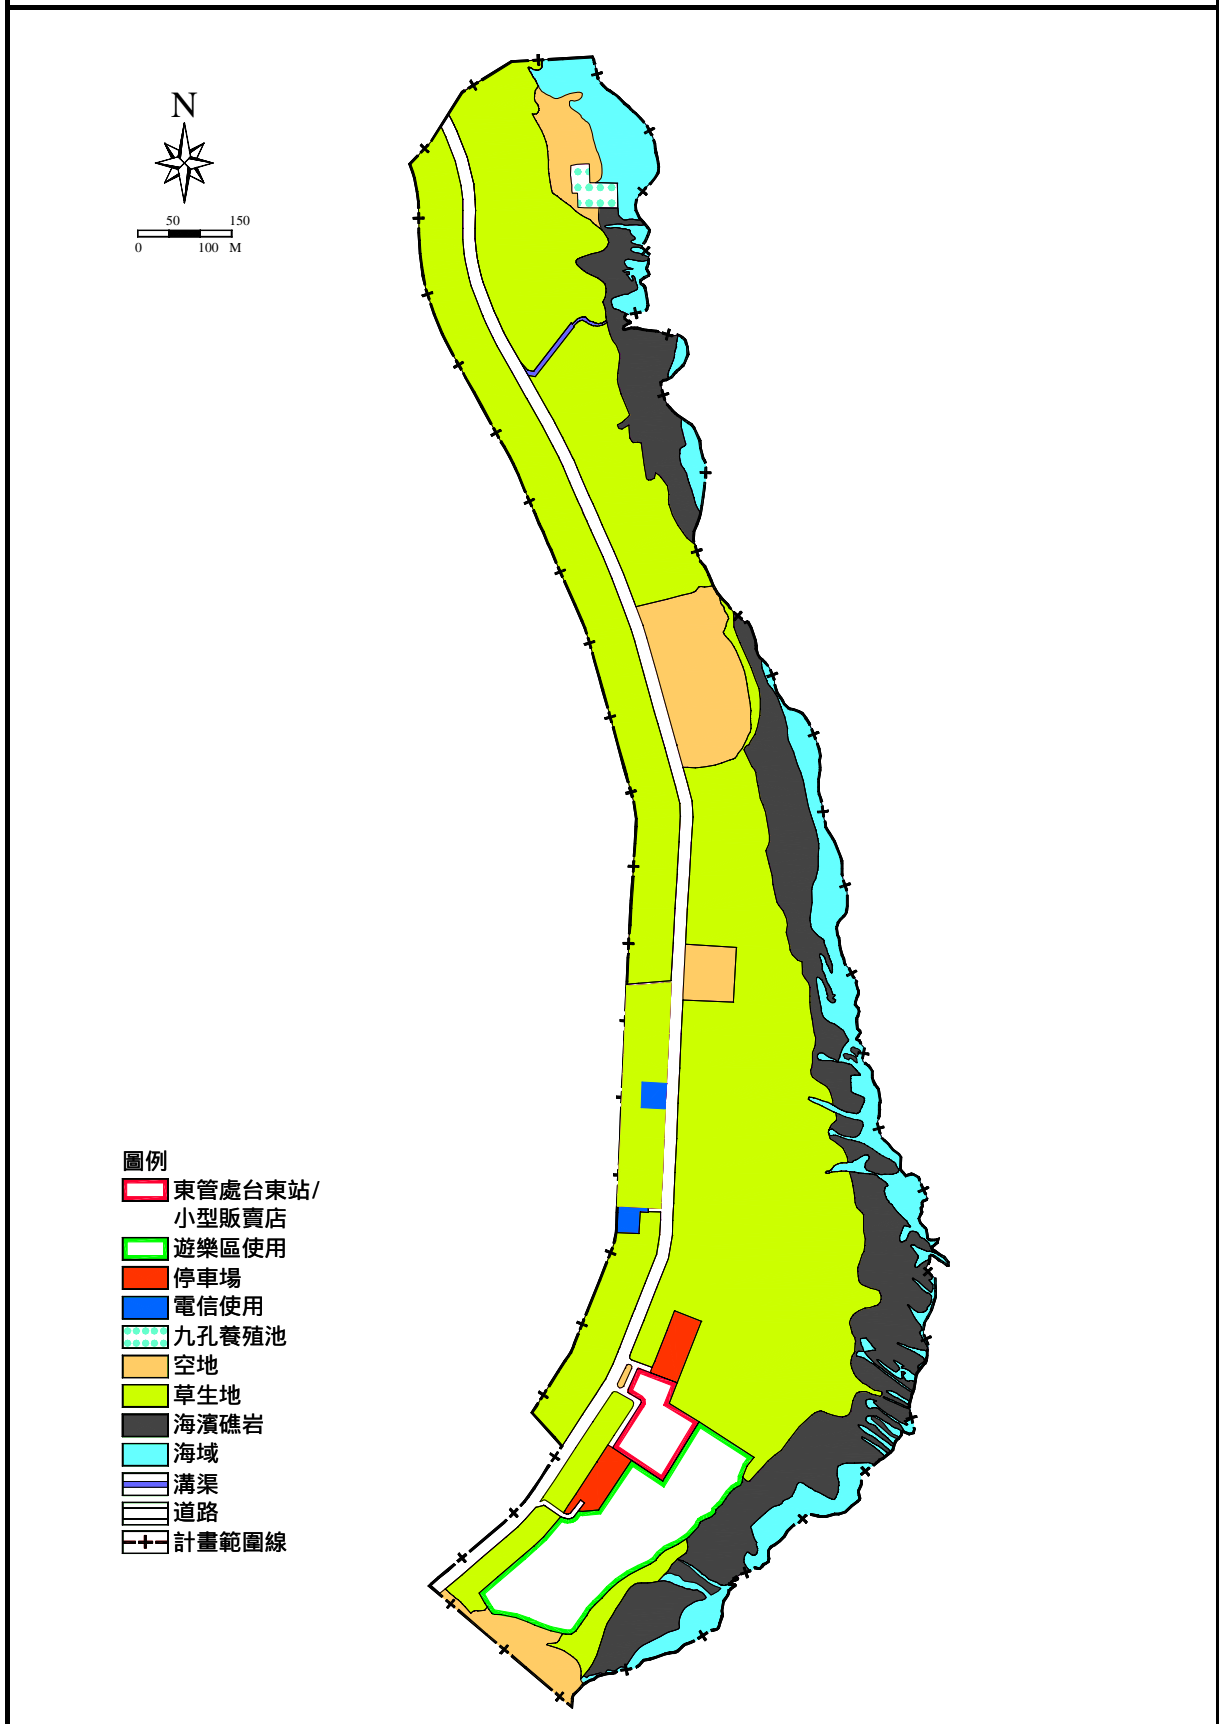 N
50 150
0 100 M
圖例
東管處台東站/
小型販賣店
遊樂區使用
停車場
電信使用
九孔養殖池
空地
草生地
海濱礁岩
海域
溝渠
道路
計畫範圍線